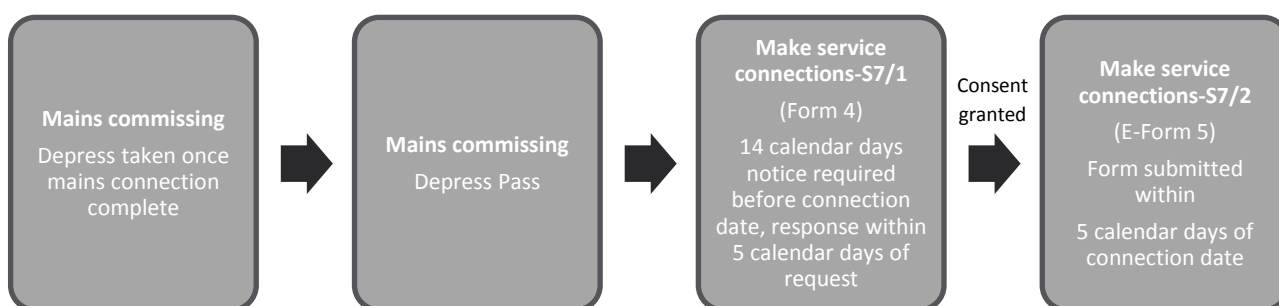 Mains commissing
Depress taken once
mains connection
complete
Mains commissing
Depress Pass
Make service
connections-S7/1
(Form 4)
14 calendar days
notice required
before connection
date, response within
5 calendar days of
request
Consent
granted
Make service
connections-S7/2
(E-Form 5)
Form submitted
within
5 calendar days of
connection date